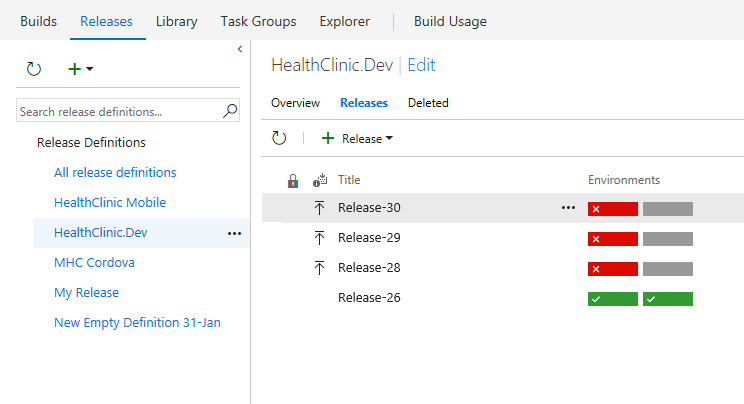 Builds Releases Library Task Groups Explorer Build Usage
Search release definitions...
Release Definitions
All release definitions
HealthClinic Mobile
HealthClinic.Dev
MHC Cordova
My Release
New Empty Definition 31-Jan
HealthClinic.Dev | Edit
Overview Releases Deleted
Release
Title Environments
Release-30
Release-29
Release-28
Release-26